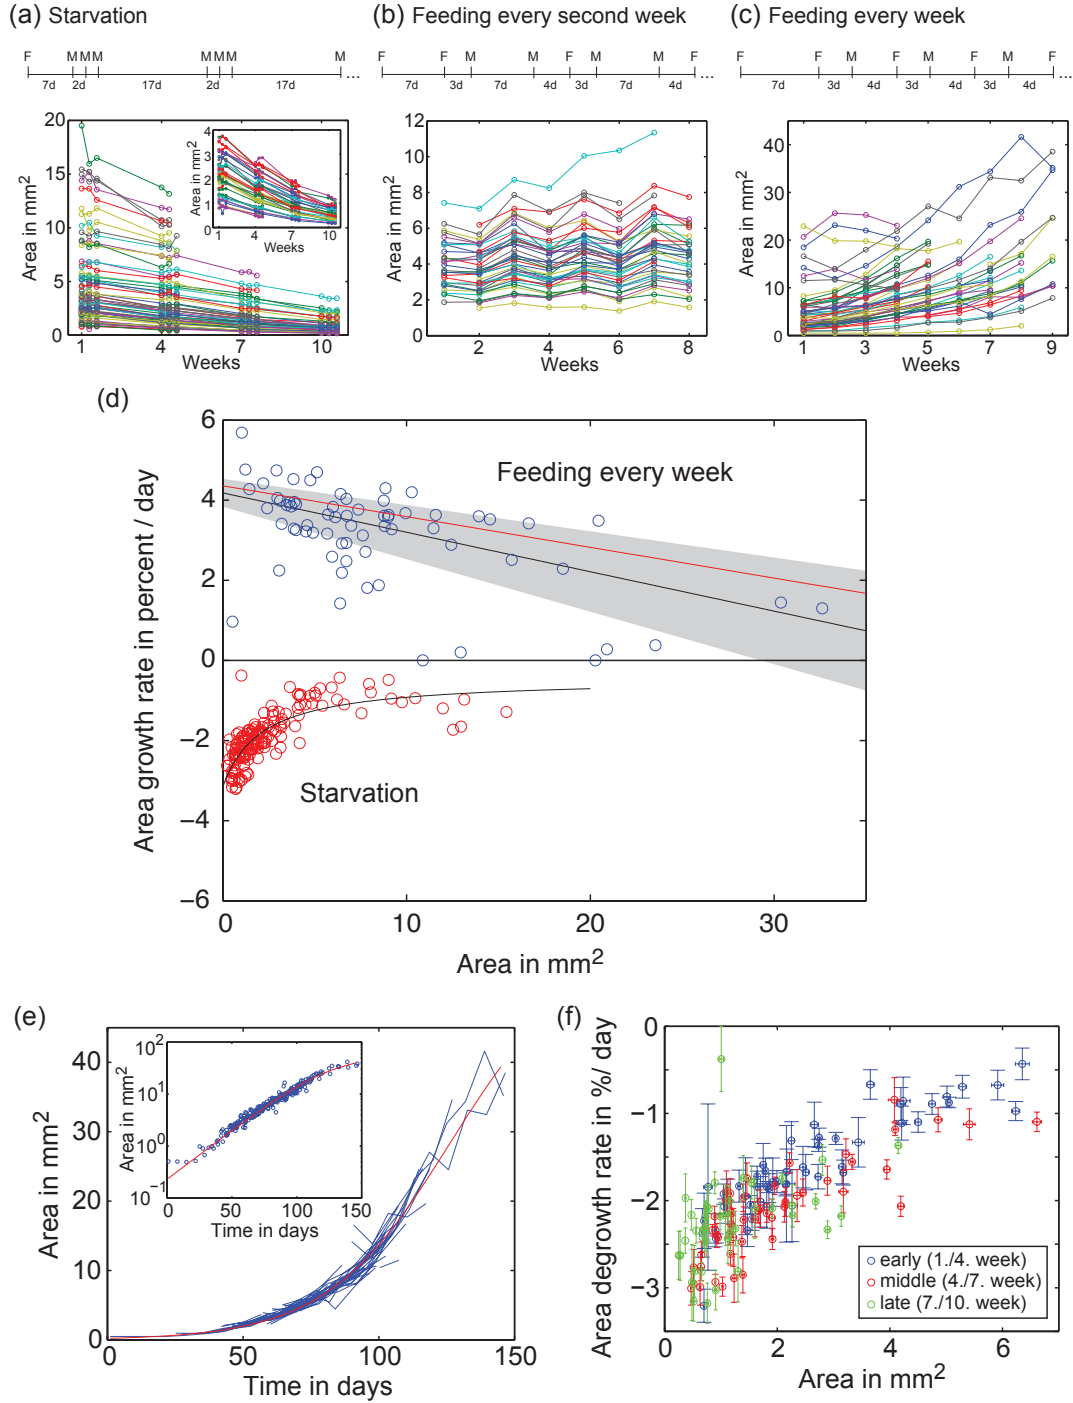 (a) Starvation
F M M M M M M M M ...
7d 2d 17d 2d 17d
Area in mm2
20
15
10
5
0
1 4 7 10
Weeks
Area in mm2
4
3
2
1
0
1 4 7 10
Weeks
(b) Feeding every second week
F F M M F M M F ...
7d 3d 7d 4d 3d 7d 4d
Area in mm2
12
10
8
6
4
2
0
2 4 6 8
Weeks
(c) Feeding every week
F F M F M F M F ...
7d 3d 4d 3d 4d 3d 4d
Area in mm2
40
30
20
10
0
1 3 5 7 9
Weeks
(d)
Area growth rate in percent / day
6
4
2
0
−2
−4
−6
Feeding every week
Starvation
0 10 20 30
Area in mm2
(e)
Area in mm2
40
30
20
10
0
0 50 100 150
Time in days
Area in mm2
10^2
10^1
10^0
10^-1
0 50 100 150
Time in days
(f)
Area degrowth rate in %/ day
0
−1
−2
−3
early (1./4. week)
middle (4./7. week)
late (7./10. week)
0 2 4 6
Area in mm2